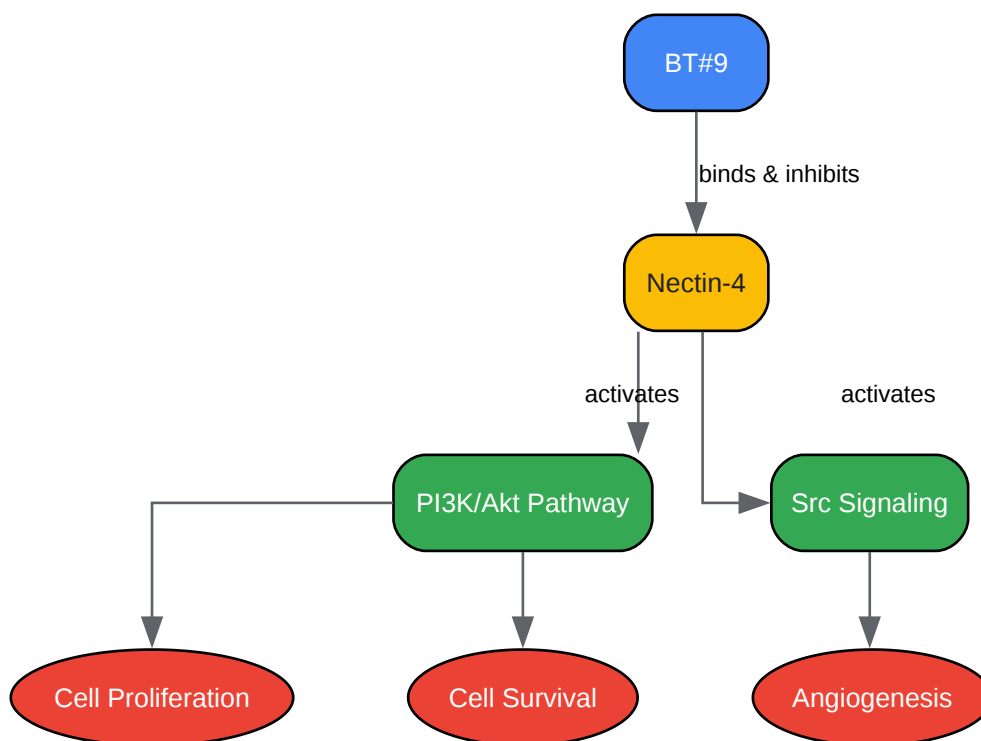 BT#9
binds & inhibits
Nectin-4
activates
activates
PI3K/Akt Pathway
Src Signaling
Cell Proliferation
Cell Survival
Angiogenesis